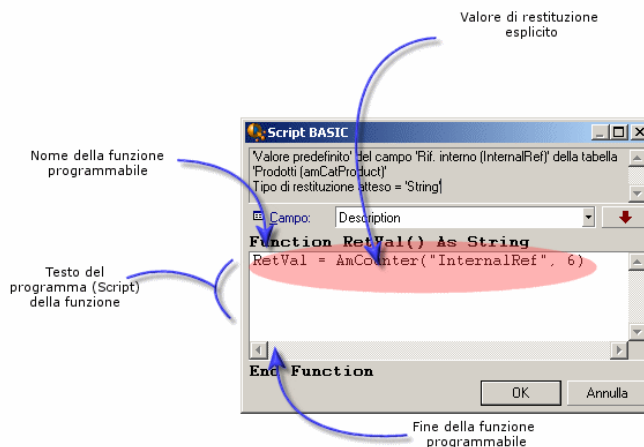 Valore di restituzione
esplicito
Script BASIC
Nome della funzione
programmabile
'Valore predefinito' del campo 'Rif. interno (InternalRef)' della tabella
'Prodotti (amCatProduct)'
Tipo di restituzione atteso = 'String'
Campo:
Description
Function RetVal() As String
RetVal = AmCounter("InternalRef", 6)
Testo del
programma (Script)
della funzione
End Function
OK
Annulla
Fine della funzione
programmabile